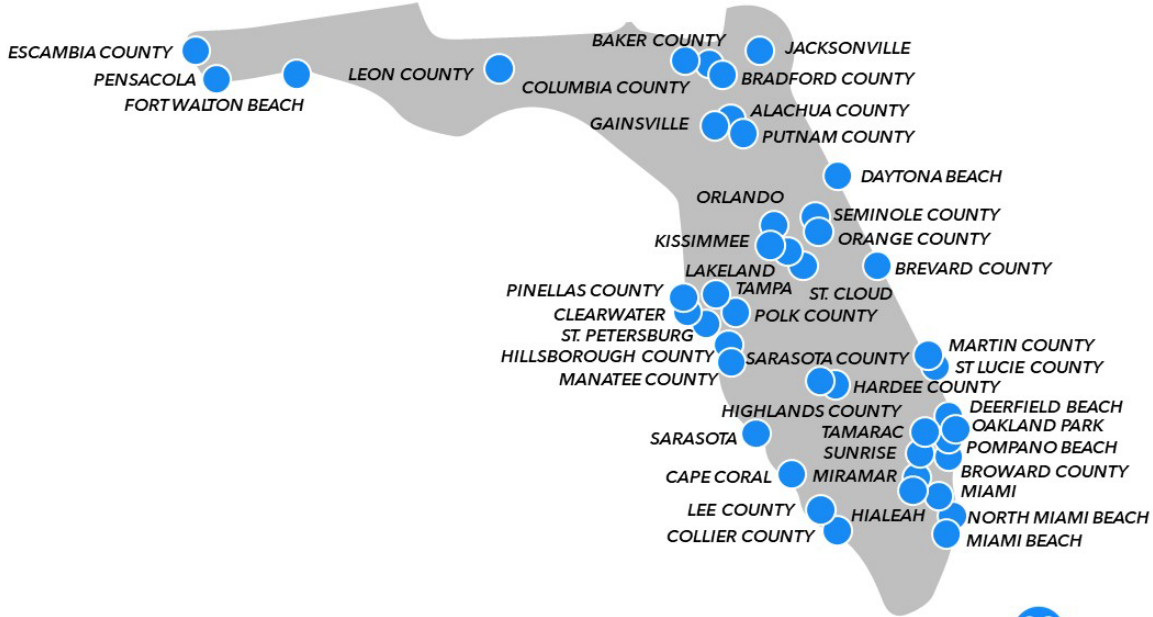 BAKER COUNTY
JACKSONVILLE
ESCAMBIA COUNTY
LEON COUNTY
PENSACOLA
BRADFORD COUNTY
COLUMBIA COUNTY
FORT WALTON BEACH
ALACHUA COUNTY
GAINSVILLE
PUTNAM COUNTY
DAYTONA BEACH
ORLANDO
SEMINOLE COUNTY
KISSIMMEE
ORANGE COUNTY
LAKELAND
BREVARD COUNTY
PINELLAS COUNTY
TAMPA
ST. CLOUD
CLEARWATER
POLK COUNTY
ST. PETERSBURG
MARTIN COUNTY
HILLSBOROUGH COUNTY
SARASOTA COUNTY
ST LUCIE COUNTY
MANATEE COUNTY
HARDEE COUNTY
HIGHLANDS COUNTY
DEERFIELD BEACH
TAMARAC
OAKLAND PARK
SARASOTA
SUNRISE
POMPANO BEACH
CAPE CORAL
MIRAMAR
BROWARD COUNTY
MIAMI
LEE COUNTY
HIALEAH
NORTH MIAMI BEACH
COLLIER COUNTY
MIAMI BEACH